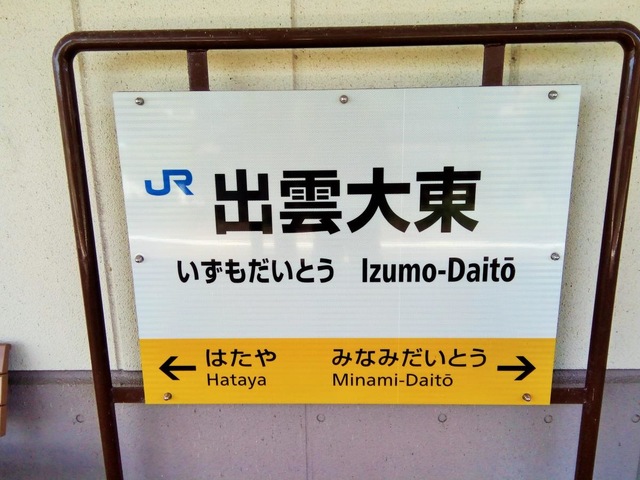 JR 出雲大東
いずもだいとう Izumo-Daitō
← はたや みなみだいとう →
Hataya Minami-Daitō